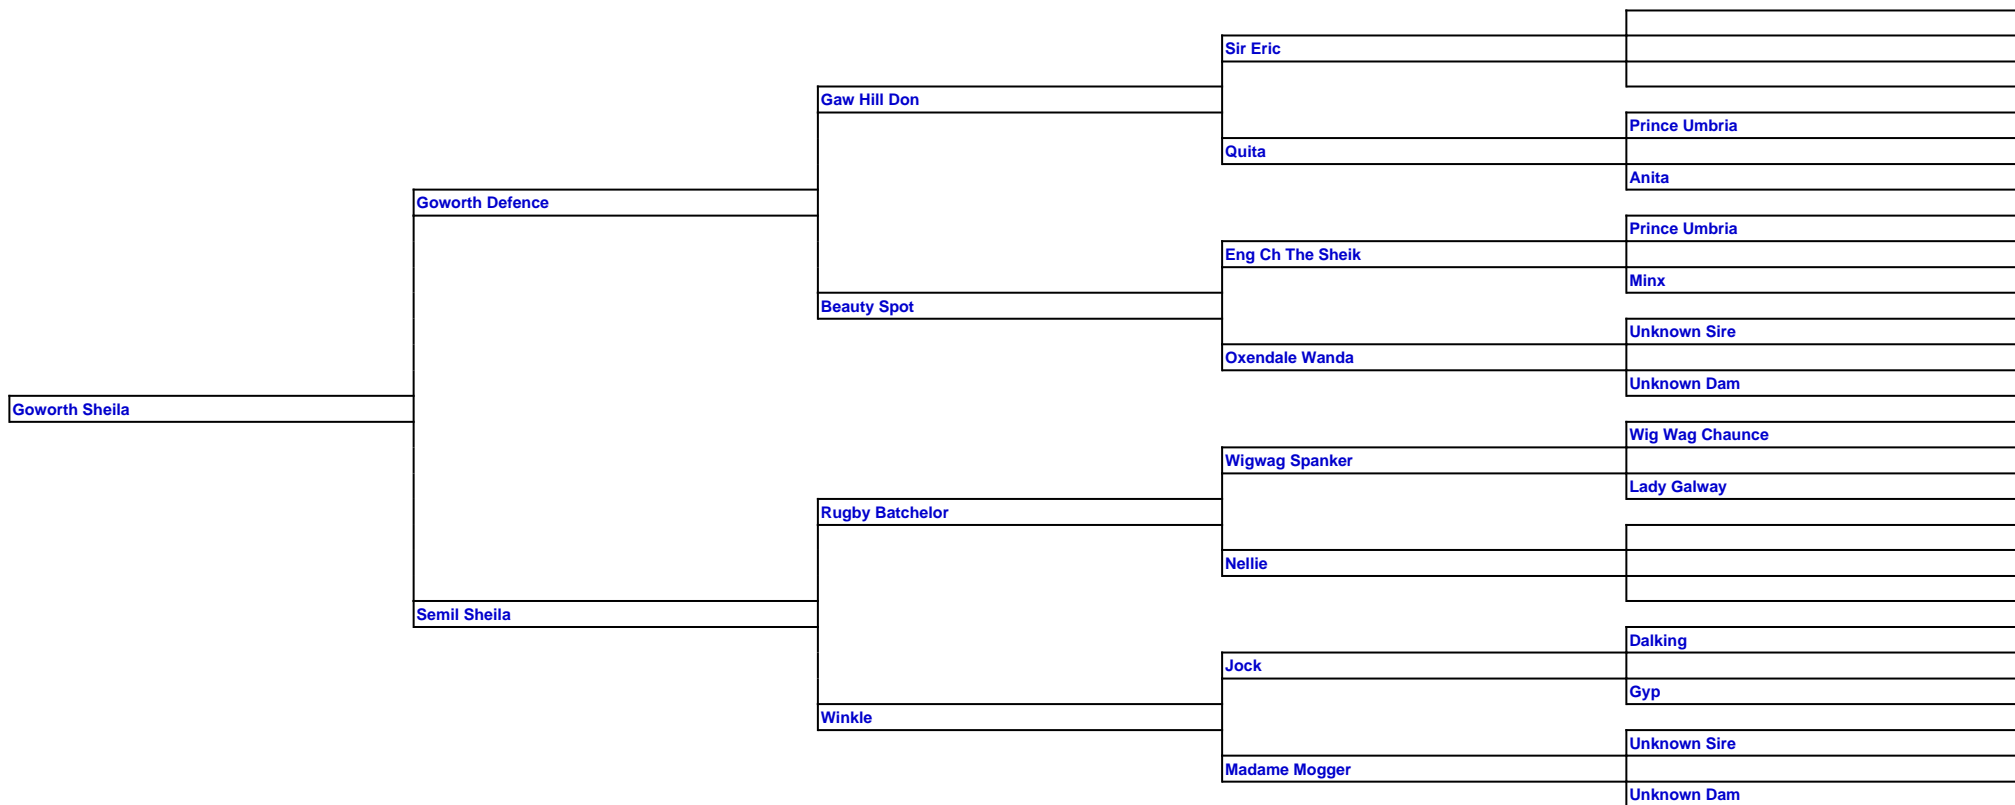 Sir Eric
Gaw Hill Don
Prince Umbria
Quita
Anita
Goworth Defence
Prince Umbria
Eng Ch The Sheik
Minx
Beauty Spot
Unknown Sire
Oxendale Wanda
Unknown Dam
Goworth Sheila
Wig Wag Chaunce
Wigwag Spanker
Lady Galway
Rugby Batchelor
Nellie
Semil Sheila
Dalking
Jock
Gyp
Winkle
Unknown Sire
Madame Mogger
Unknown Dam